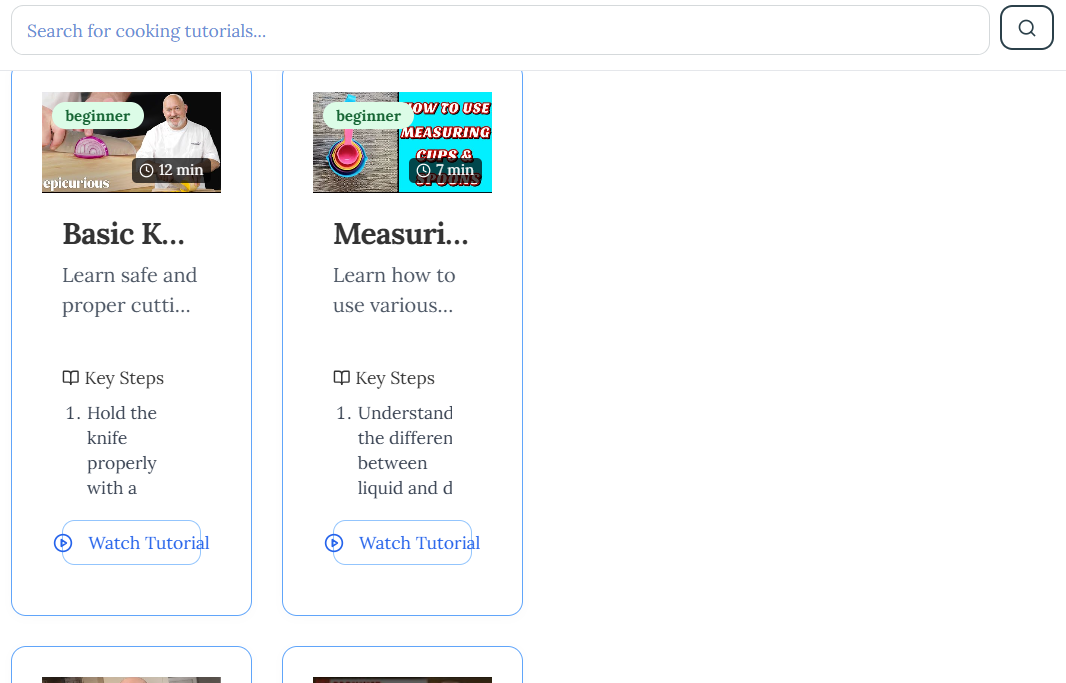 Search for cooking tutorials...
beginner
12 min
epicurious
Basic K...
Learn safe and
proper cutti...
Key Steps
1. Hold the
knife
properly
with a
Watch Tutorial
beginner
HOW TO USE
MEASURING
CUPS &
SPOONS
7 min
Measuri...
Learn how to
use various...
Key Steps
1. Understand
the differen
between
liquid and d
Watch Tutorial